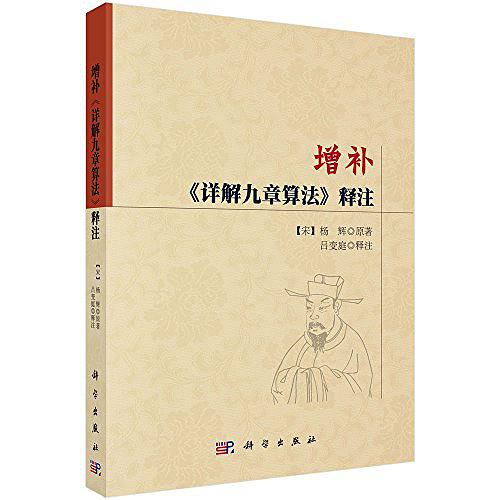 增补
《详解九章算法》释注
【宋】杨 辉◎原著
吕变庭◎释注
科学出版社
增补《详解九章算法》释注
【宋】杨 辉◎原著
吕变庭◎释注
科学出版社